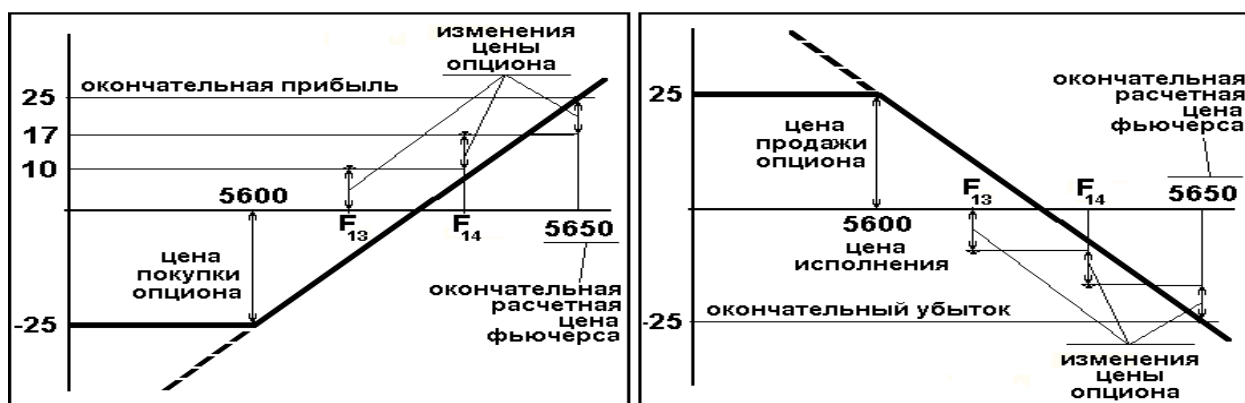 изменения
цены
опциона
окончательная прибыль
25
17
10
5600
F13
F14
5650
цена
покупки
опциона
окончательная
расчетная
цена
фьючерса
-25
25
цена
продажи
опциона
окончательная
расчетная
цена
фьючерса
5650
F13
F14
5600
цена
исполнения
окончательный убыток
-25
изменения
цены
опциона